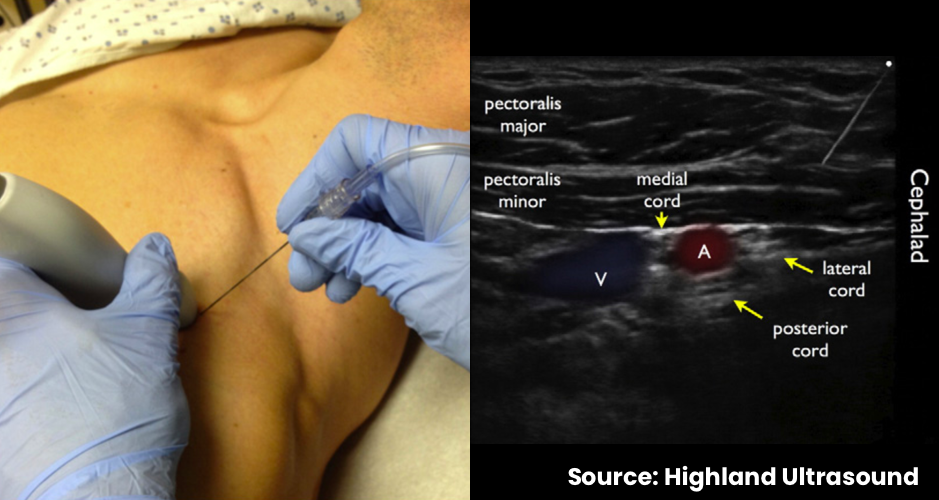 pectoralis
major
pectoralis
minor
medial
cord
A
V
lateral
cord
posterior
cord
Cephalad
Source: Highland Ultrasound